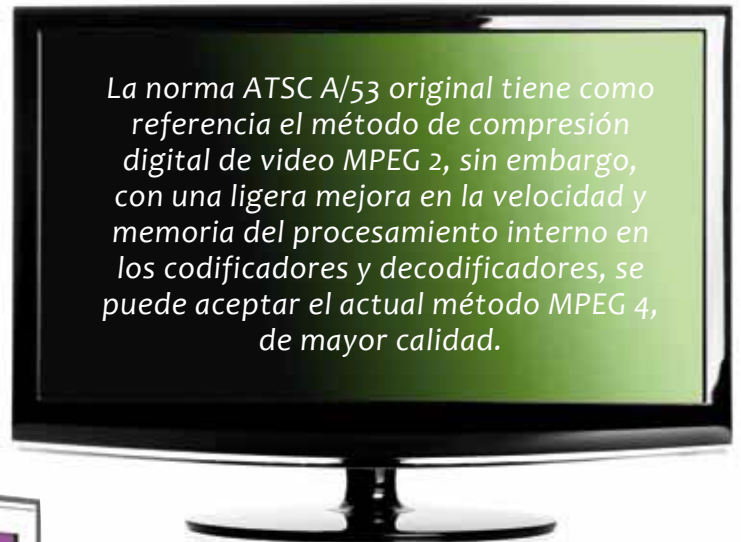 La norma ATSC A/53 original tiene como
referencia el método de compresión
digital de video MPEG 2, sin embargo,
con una ligera mejora en la velocidad y
memoria del procesamiento interno en
los codificadores y decodificadores, se
puede aceptar el actual método MPEG 4,
de mayor calidad.